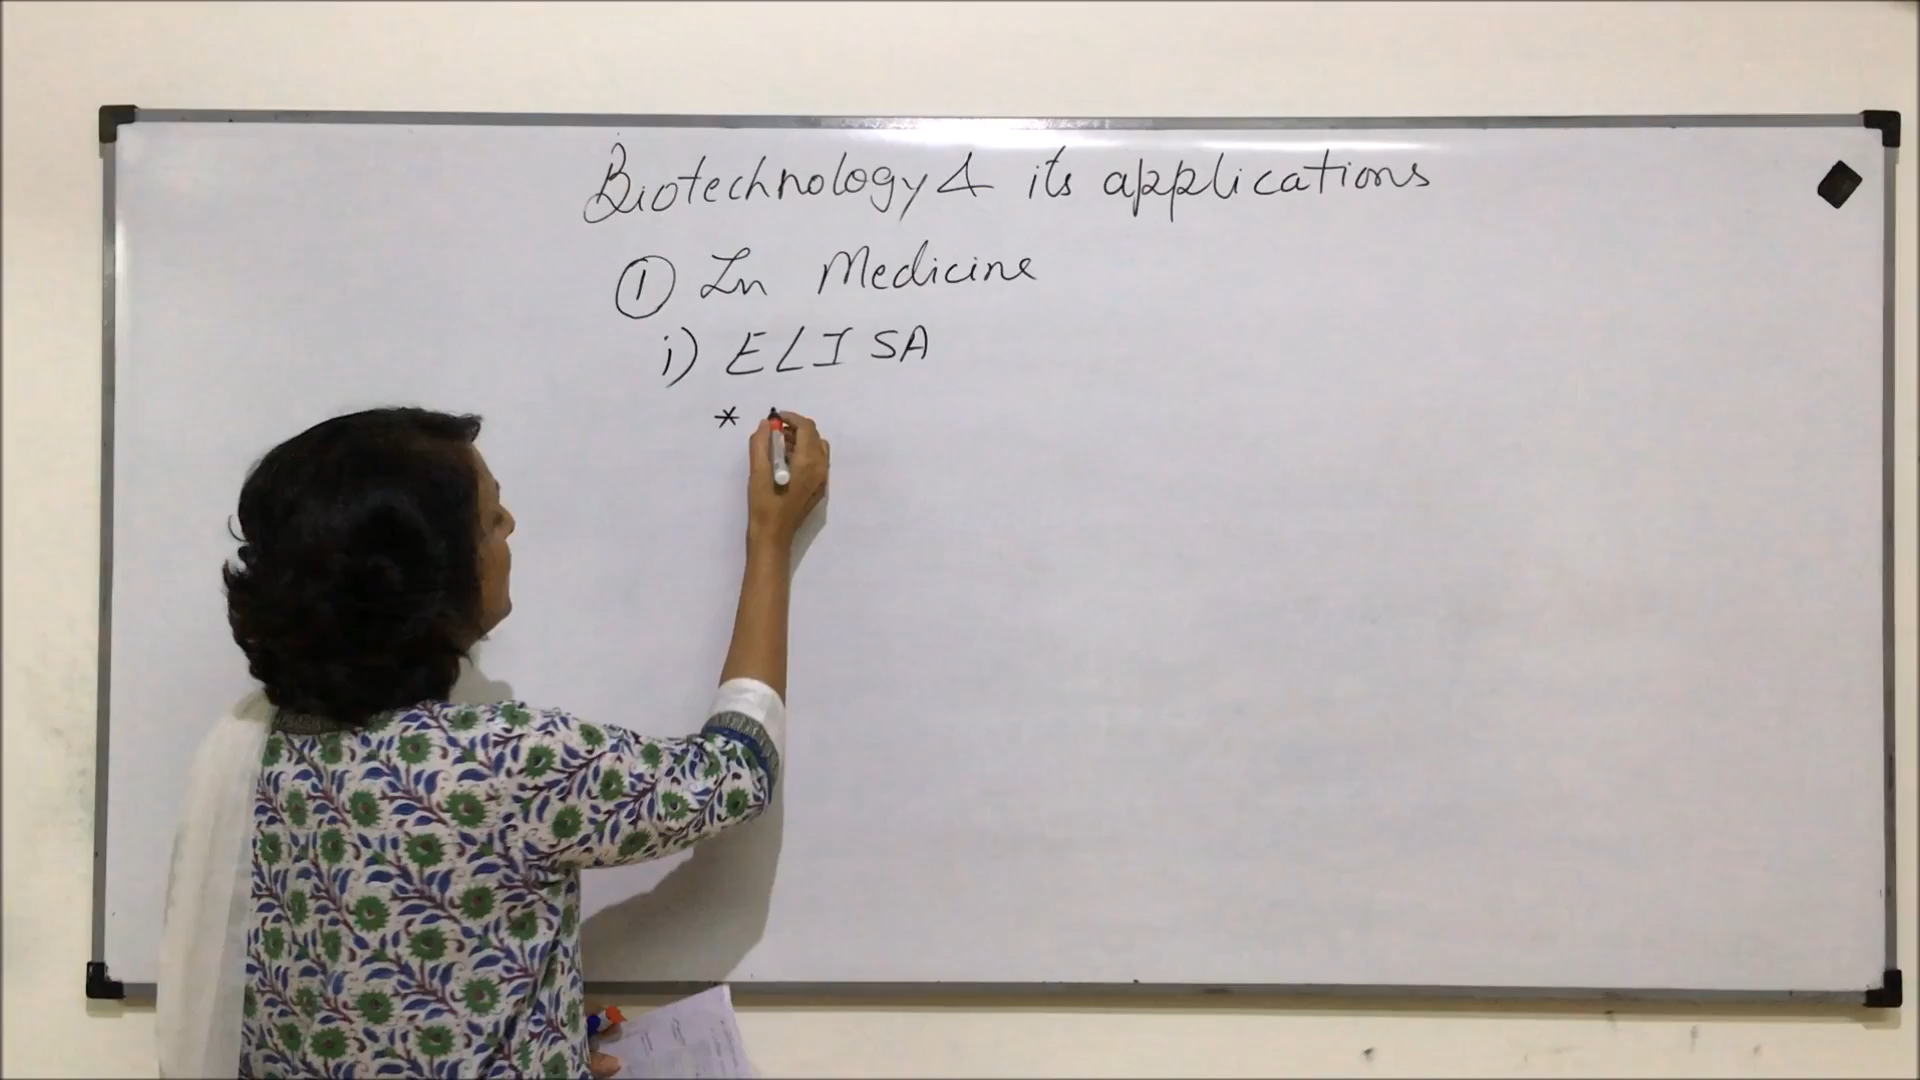 Biotechnology & its applications
① In Medicine
i) ELISA
*